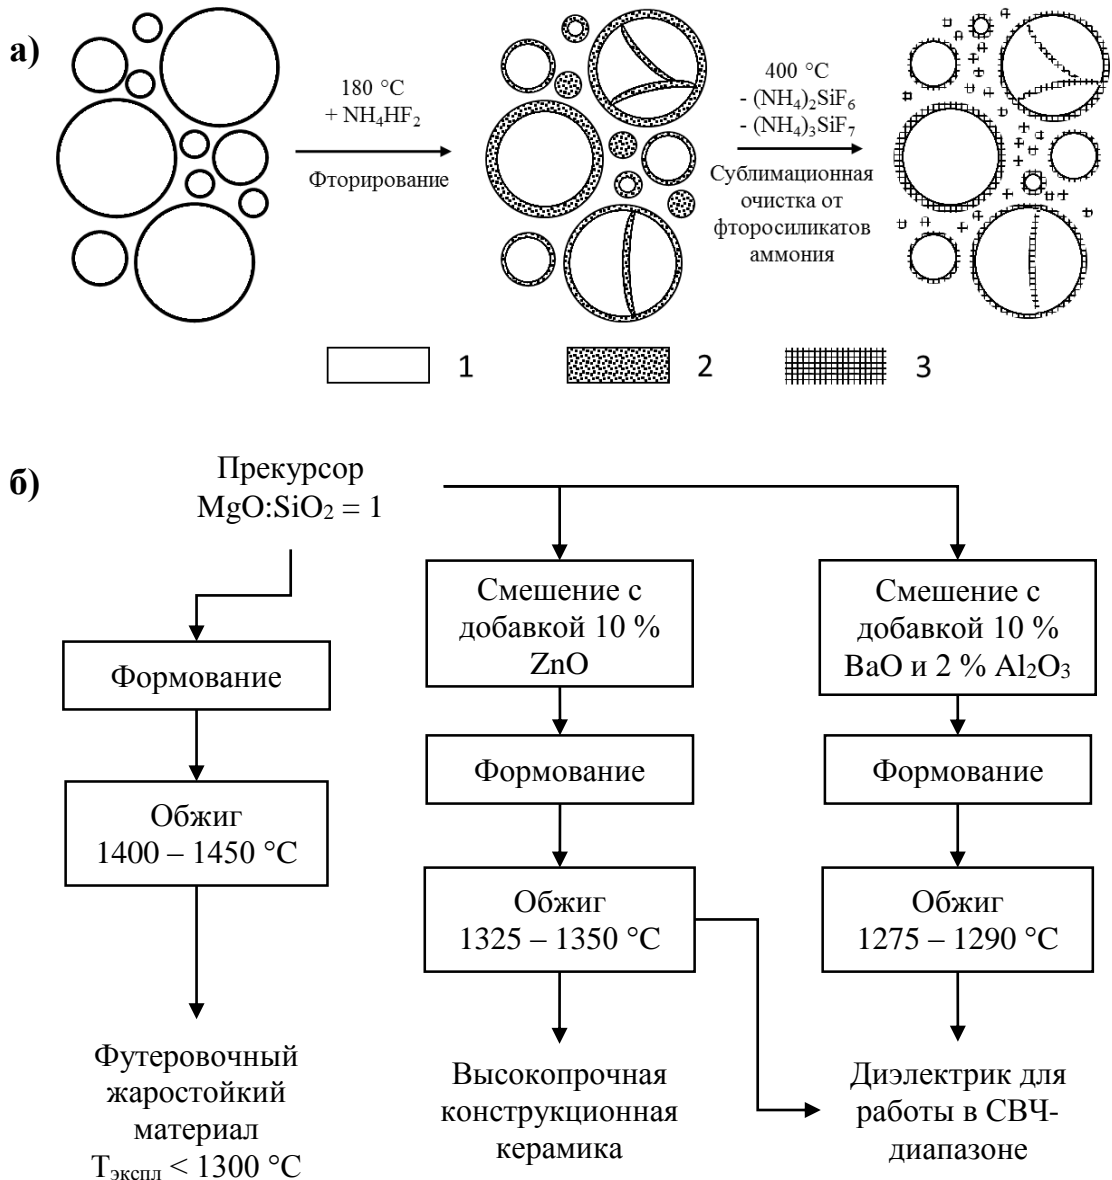 а)
180 °C
+ NH₄HF₂
Фторирование
400 °C
- (NH₄)₂SiF₆
- (NH₄)₃SiF₇
Сублимационная
очистка от
фторосиликатов
аммония
1
2
3
б)
Прекурсор
MgO:SiO₂ = 1
Формование
Обжиг
1400 – 1450 °С
Футеровочный
жаростойкий
материал
Тэкспл < 1300 °С
Смешение с
добавкой 10 %
ZnO
Формование
Обжиг
1325 – 1350 °С
Высокопрочная
конструкционная
керамика
Смешение с
добавкой 10 %
BaO и 2 % Al₂O₃
Формование
Обжиг
1275 – 1290 °С
Диэлектрик для
работы в СВЧ-
диапазоне